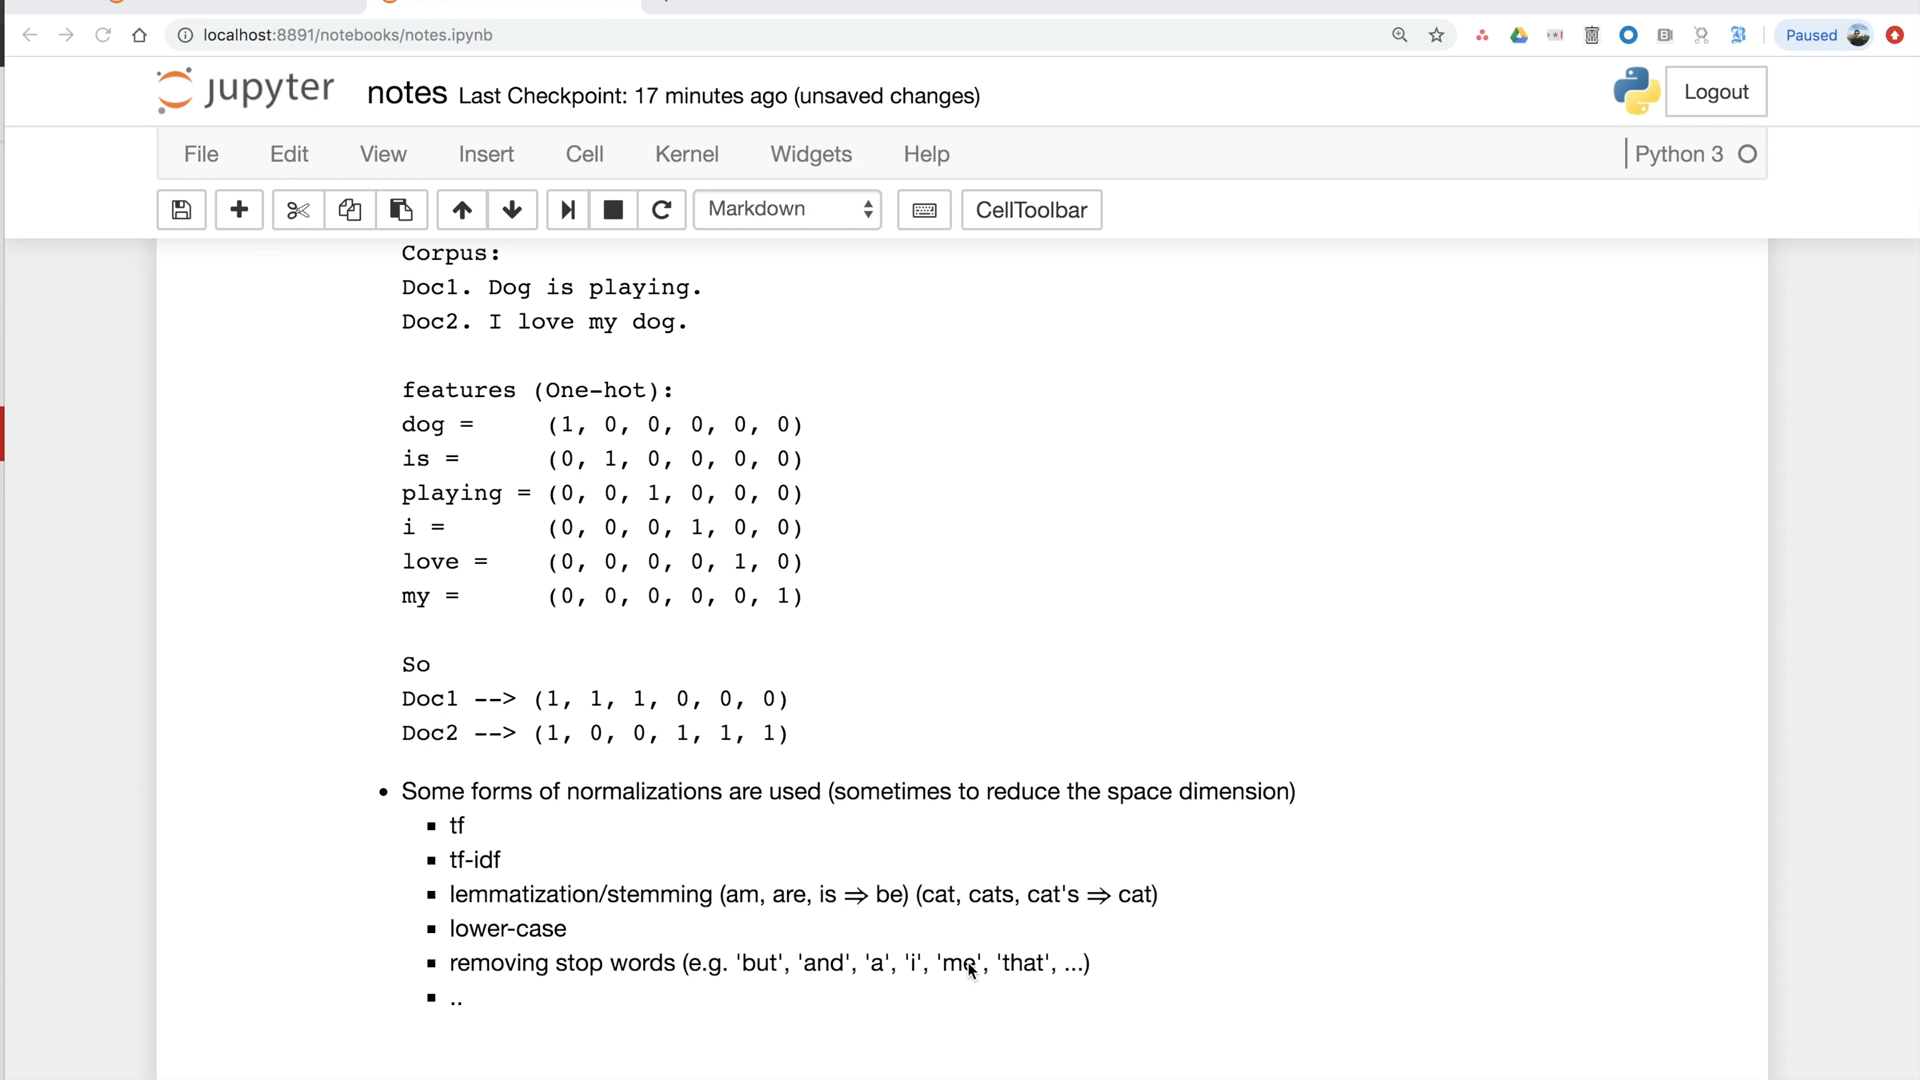 localhost:8891/notebooks/notes.ipynb
Paused
jupyter notes Last Checkpoint: 17 minutes ago (unsaved changes)
Logout
File Edit View Insert Cell Kernel Widgets Help
Python 3
Markdown
CellToolbar
Corpus:
Doc1. Dog is playing.
Doc2. I love my dog.
features (One-hot):
dog = (1, 0, 0, 0, 0, 0)
is = (0, 1, 0, 0, 0, 0)
playing = (0, 0, 1, 0, 0, 0)
i = (0, 0, 0, 1, 0, 0)
love = (0, 0, 0, 0, 1, 0)
my = (0, 0, 0, 0, 0, 1)
So
Doc1 --> (1, 1, 1, 0, 0, 0)
Doc2 --> (1, 0, 0, 1, 1, 1)
• Some forms of normalizations are used (sometimes to reduce the space dimension)
▪ tf
▪ tf-idf
▪ lemmatization/stemming (am, are, is ⇒ be) (cat, cats, cat's ⇒ cat)
▪ lower-case
▪ removing stop words (e.g. 'but', 'and', 'a', 'i', 'me', 'that', ...)
▪ ..